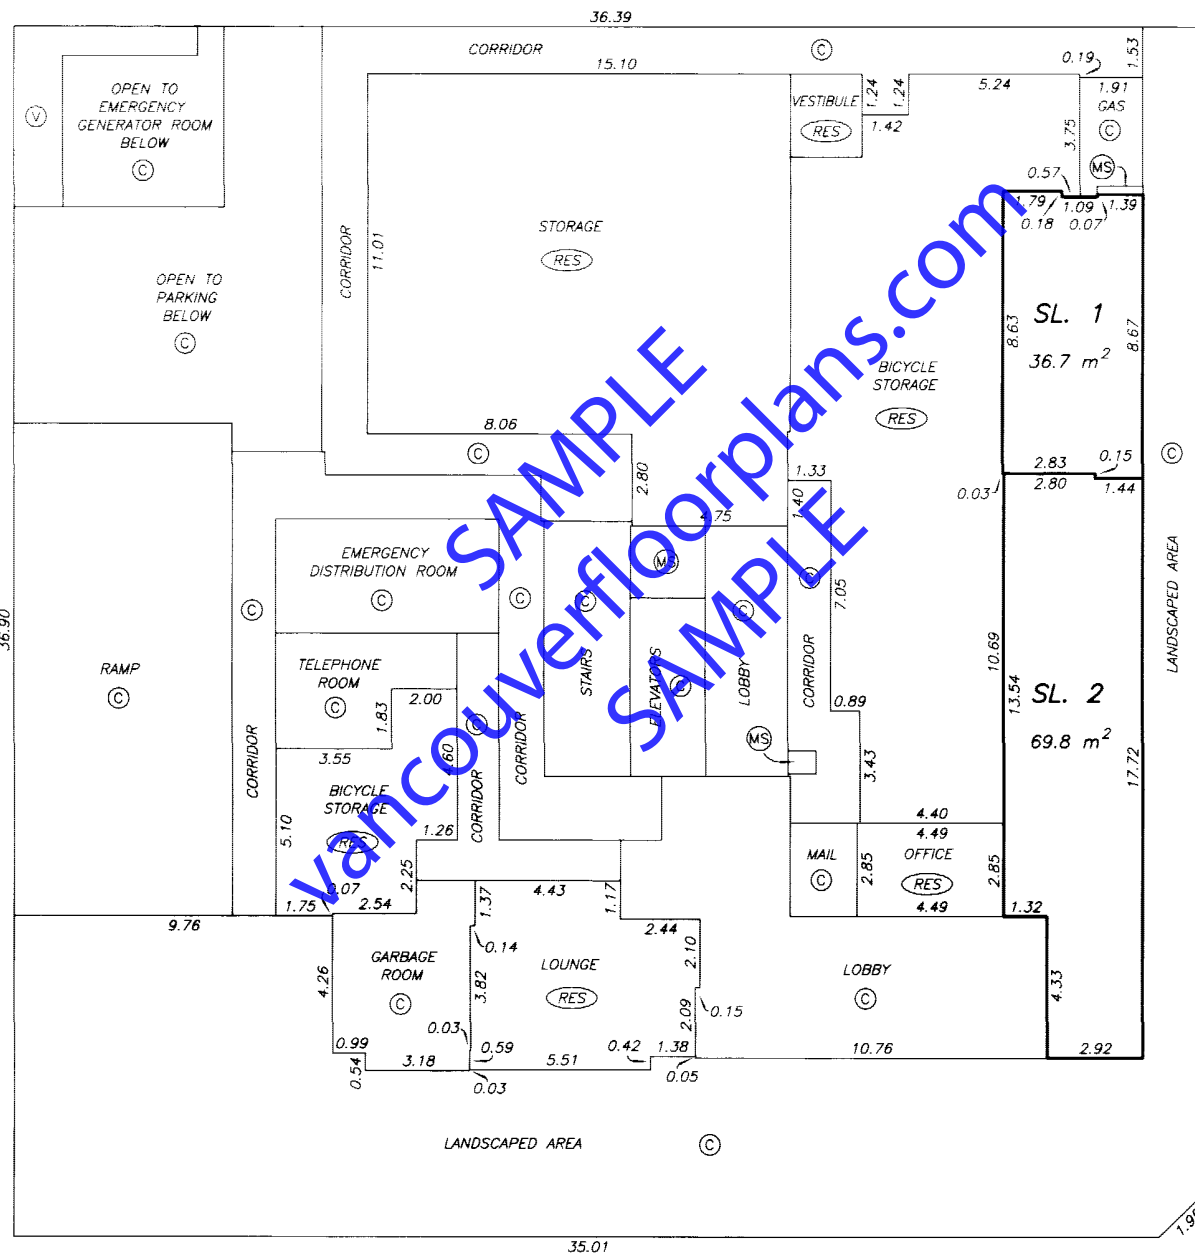 36.39
CORRIDOR
C
15.10
0.19
1.53
OPEN TO
EMERGENCY
GENERATOR ROOM
BELOW
C
V
VESTIBULE
RES
1.24
1.24
1.42
5.24
1.91
GAS
C
3.75
MS
0.57
1.79
1.09
1.39
0.18
0.07
STORAGE
RES
CORRIDOR
11.01
OPEN TO
PARKING
BELOW
C
SL. 1
36.7 m²
8.63
8.67
BICYCLE
STORAGE
RES
8.06
C
2.80
1.33
1.40
4.75
2.83
0.15
0.03
2.80
1.44
C
LANDSCAPED AREA
EMERGENCY
DISTRIBUTION ROOM
C
C
C
C
MS
C
C
7.05
36.90
RAMP
C
TELEPHONE
ROOM
C
2.00
1.83
3.55
C
STAIRS
ELEVATORS
C
LOBBY
CORRIDOR
0.89
MS
3.43
10.69
13.54
SL. 2
69.8 m²
17.72
CORRIDOR
BICYCLE
STORAGE
RES
4.60
CORRIDOR
CORRIDOR
5.10
1.26
2.25
0.07
1.75
2.54
9.76
4.40
4.49
MAIL
C
2.85
OFFICE
RES
2.85
4.49
1.32
1.37
4.43
1.17
2.44
0.14
GARBAGE
ROOM
C
4.26
3.82
LOUNGE
RES
2.10
2.09
0.15
LOBBY
C
4.33
0.03
0.99
0.54
3.18
0.59
5.51
0.42
1.38
0.03
0.05
10.76
2.92
LANDSCAPED AREA
C
35.01
SAMPLE
vancouverfloorplans.com
SAMPLE